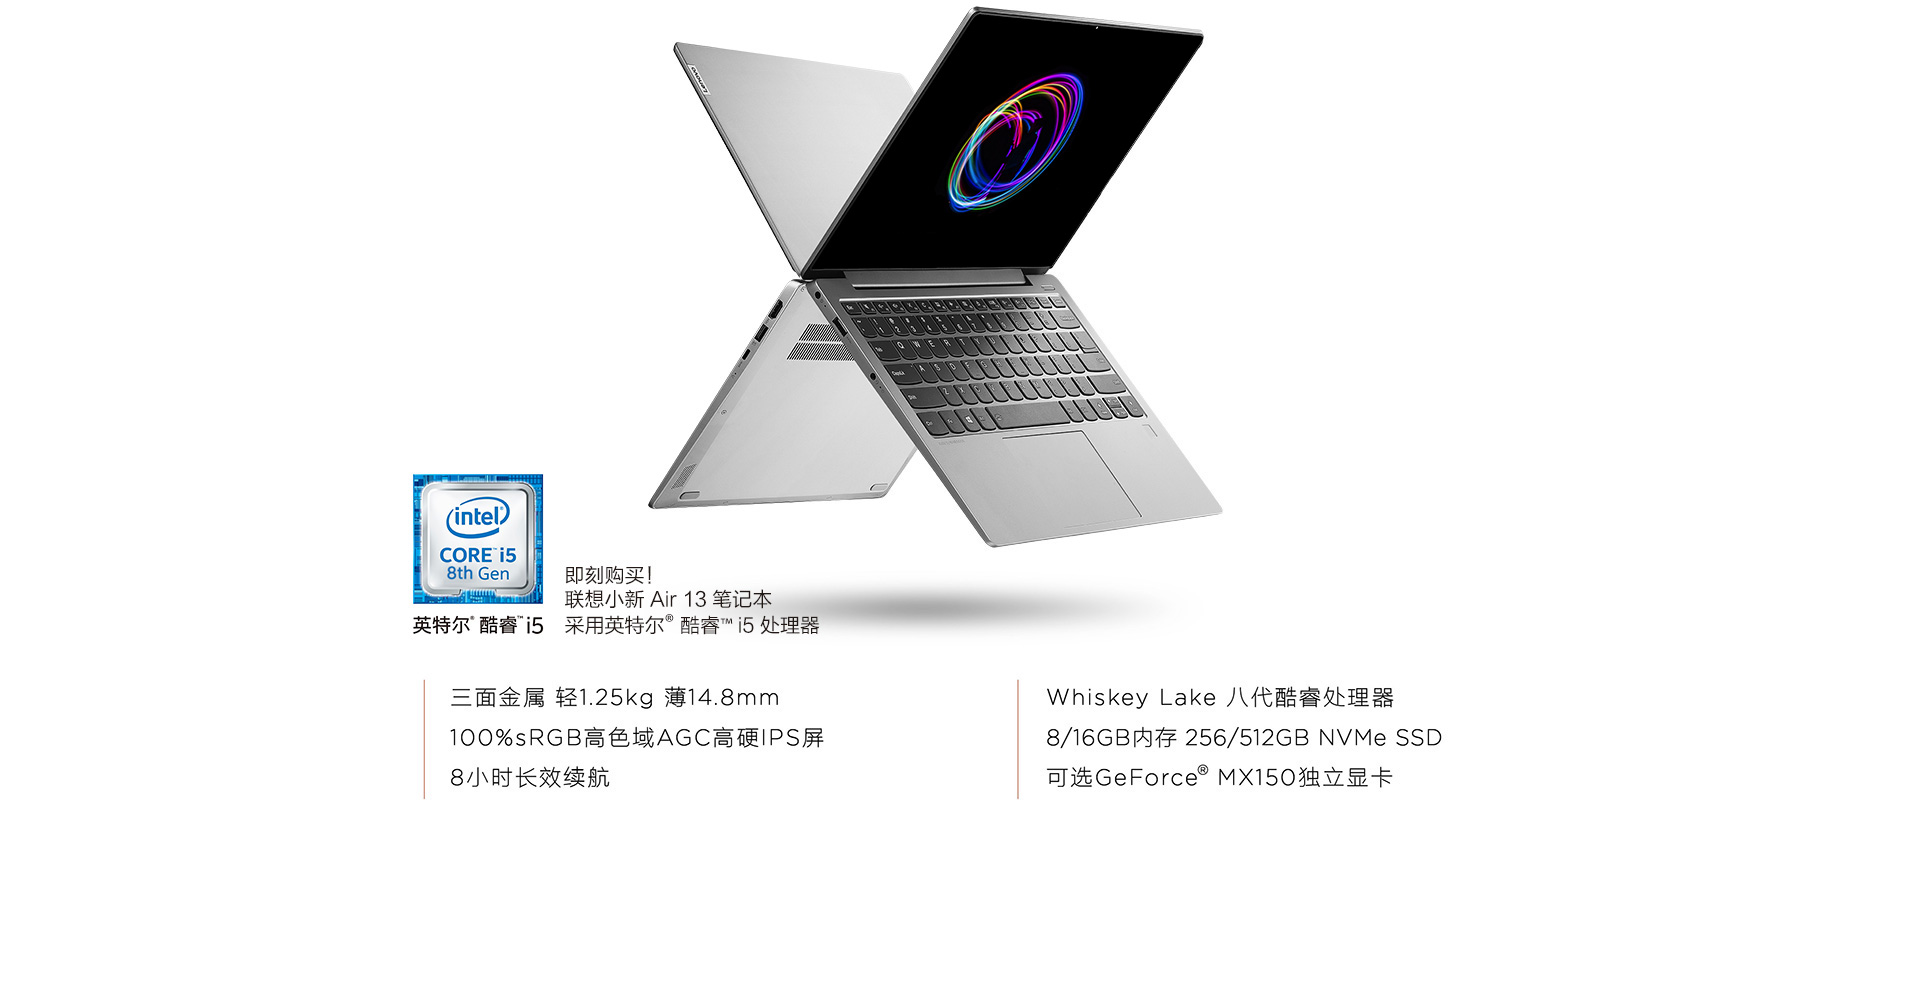 Lenovo
intel®
CORE™ i5
8th Gen
英特尔® 酷睿™ i5
即刻购买！
联想小新 Air 13 笔记本
采用英特尔® 酷睿™ i5 处理器
三面金属 轻1.25kg 薄14.8mm
100%sRGB高色域AGC高硬IPS屏
8小时长效续航
Whiskey Lake 八代酷睿处理器
8/16GB内存 256/512GB NVMe SSD
可选GeForce® MX150独立显卡